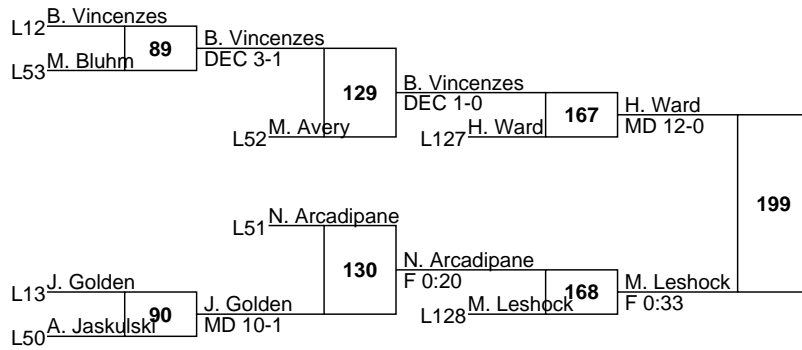 B. Vincenzes
L12
89
B. Vincenzes
DEC 3-1
M. Bluhm
L53
129
B. Vincenzes
DEC 1-0
M. Avery
L52
167
H. Ward
MD 12-0
H. Ward
L127
199
N. Arcadipane
L51
130
N. Arcadipane
F 0:20
J. Golden
L13
90
J. Golden
MD 10-1
A. Jaskulski
L50
168
M. Leshock
F 0:33
M. Leshock
L128